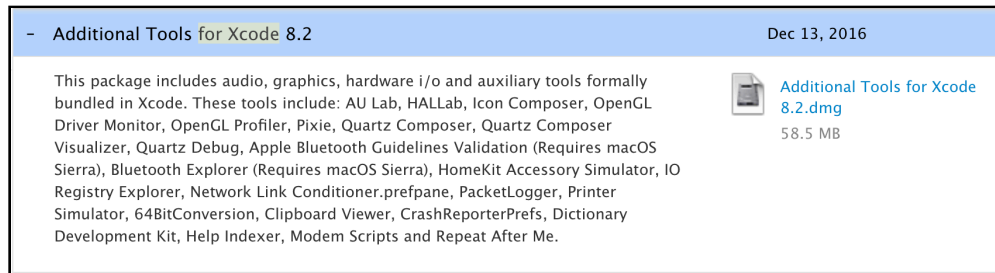 - Additional Tools for Xcode 8.2 Dec 13, 2016
This package includes audio, graphics, hardware i/o and auxiliary tools formally
bundled in Xcode. These tools include: AU Lab, HALLab, Icon Composer, OpenGL
Driver Monitor, OpenGL Profiler, Pixie, Quartz Composer, Quartz Composer
Visualizer, Quartz Debug, Apple Bluetooth Guidelines Validation (Requires macOS
Sierra), Bluetooth Explorer (Requires macOS Sierra), HomeKit Accessory Simulator, IO
Registry Explorer, Network Link Conditioner.prefpane, PacketLogger, Printer
Simulator, 64BitConversion, Clipboard Viewer, CrashReporterPrefs, Dictionary
Development Kit, Help Indexer, Modem Scripts and Repeat After Me.
Additional Tools for Xcode
8.2.dmg
58.5 MB